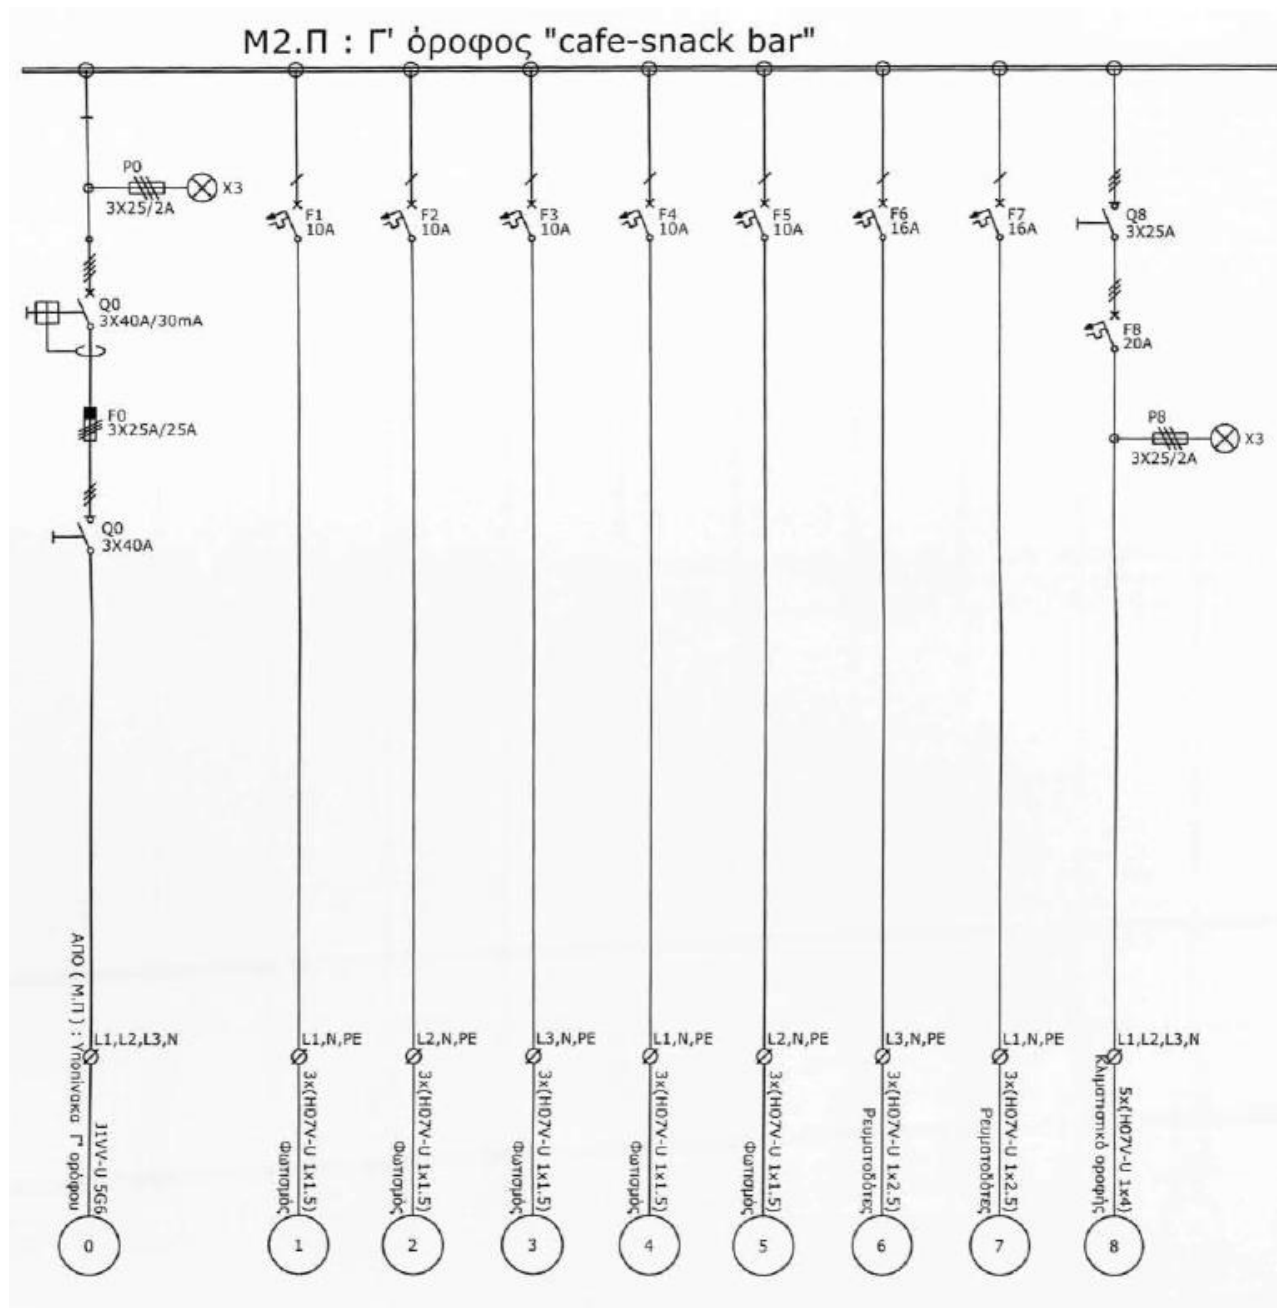 M2.Π : Γ' όροφος "cafe-snack bar"
P0
3X25/2A
X3
Q0
3X40A/30mA
F0
3X25A/25A
Q0
3X40A
F1
10A
F2
10A
F3
10A
F4
10A
F5
10A
F6
16A
F7
16A
Q8
3X25A
F8
20A
P8
3X25/2A
X3
L1,L2,L3,N
ΑΠΟ ( Μ.Π ) : Υποπίνακα Γ' ορόφου
J1VV-U 5G6
0
L1,N,PE
3x(H07V-U 1x1.5)
Φωτισμός
1
L2,N,PE
3x(H07V-U 1x1.5)
Φωτισμός
2
L3,N,PE
3x(H07V-U 1x1.5)
Φωτισμός
3
L1,N,PE
3x(H07V-U 1x1.5)
Φωτισμός
4
L2,N,PE
3x(H07V-U 1x1.5)
Φωτισμός
5
L3,N,PE
3x(H07V-U 1x2.5)
Ρευματοδότες
6
L1,N,PE
3x(H07V-U 1x2.5)
Ρευματοδότες
7
L1,L2,L3,N
5x(H07V-U 1x4)
Κλιματιστικό οροφής
8